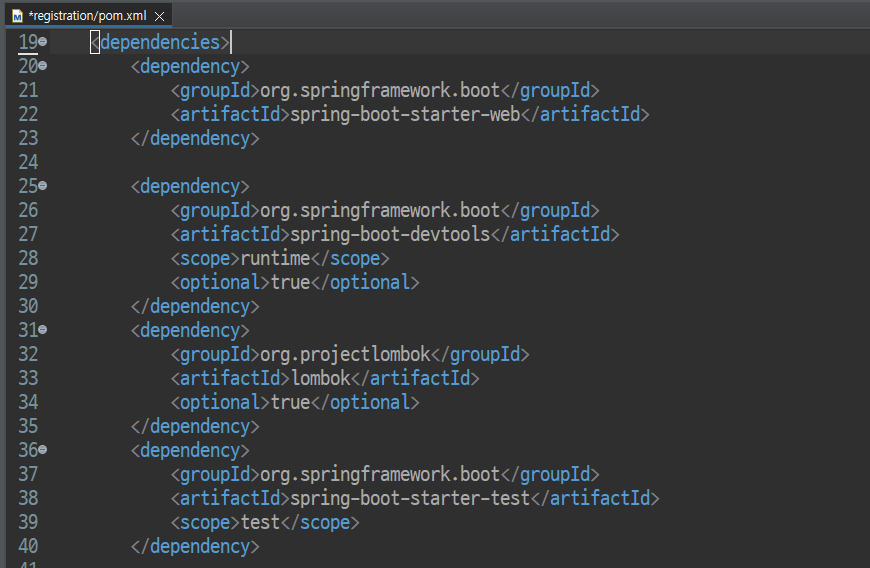 *registration/pom.xml
19 <dependencies>
20 <dependency>
21 <groupId>org.springframework.boot</groupId>
22 <artifactId>spring-boot-starter-web</artifactId>
23 </dependency>
24
25 <dependency>
26 <groupId>org.springframework.boot</groupId>
27 <artifactId>spring-boot-devtools</artifactId>
28 <scope>runtime</scope>
29 <optional>true</optional>
30 </dependency>
31 <dependency>
32 <groupId>org.projectlombok</groupId>
33 <artifactId>lombok</artifactId>
34 <optional>true</optional>
35 </dependency>
36 <dependency>
37 <groupId>org.springframework.boot</groupId>
38 <artifactId>spring-boot-starter-test</artifactId>
39 <scope>test</scope>
40 </dependency>